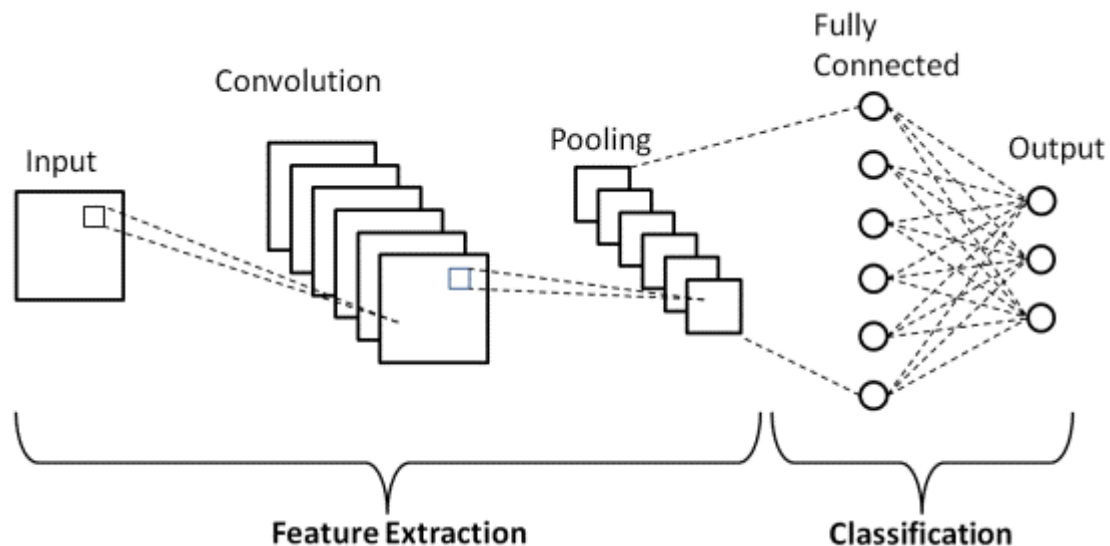 Fully
Connected
Convolution
Pooling
Output
Input
Feature Extraction
Classification